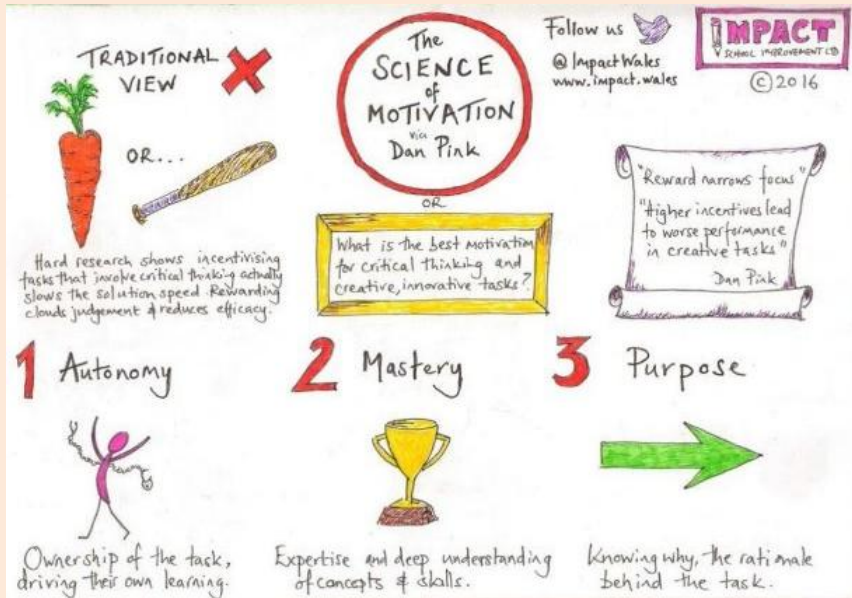 TRADITIONAL
VIEW
OR...
Hard research shows incentivising
tasks that involve critical thinking actually
slows the solution speed. Rewarding
clouds judgement & reduces efficacy.
The
SCIENCE
of
MOTIVATION
via
Dan Pink
OR
What is the best motivation
for critical thinking and
creative, innovative tasks?
Follow us
@ImpactWales
www.impact.wales
IMPACT
SCHOOL IMPROVEMENT LTD
© 2016
"Reward narrows focus"
"Higher incentives lead
to worse performance
in creative tasks"
Dan Pink
1 Autonomy
Ownership of the task,
driving their own learning.
2 Mastery
Expertise and deep understanding
of concepts & skills.
3 Purpose
Knowing why, the rationale
behind the task.